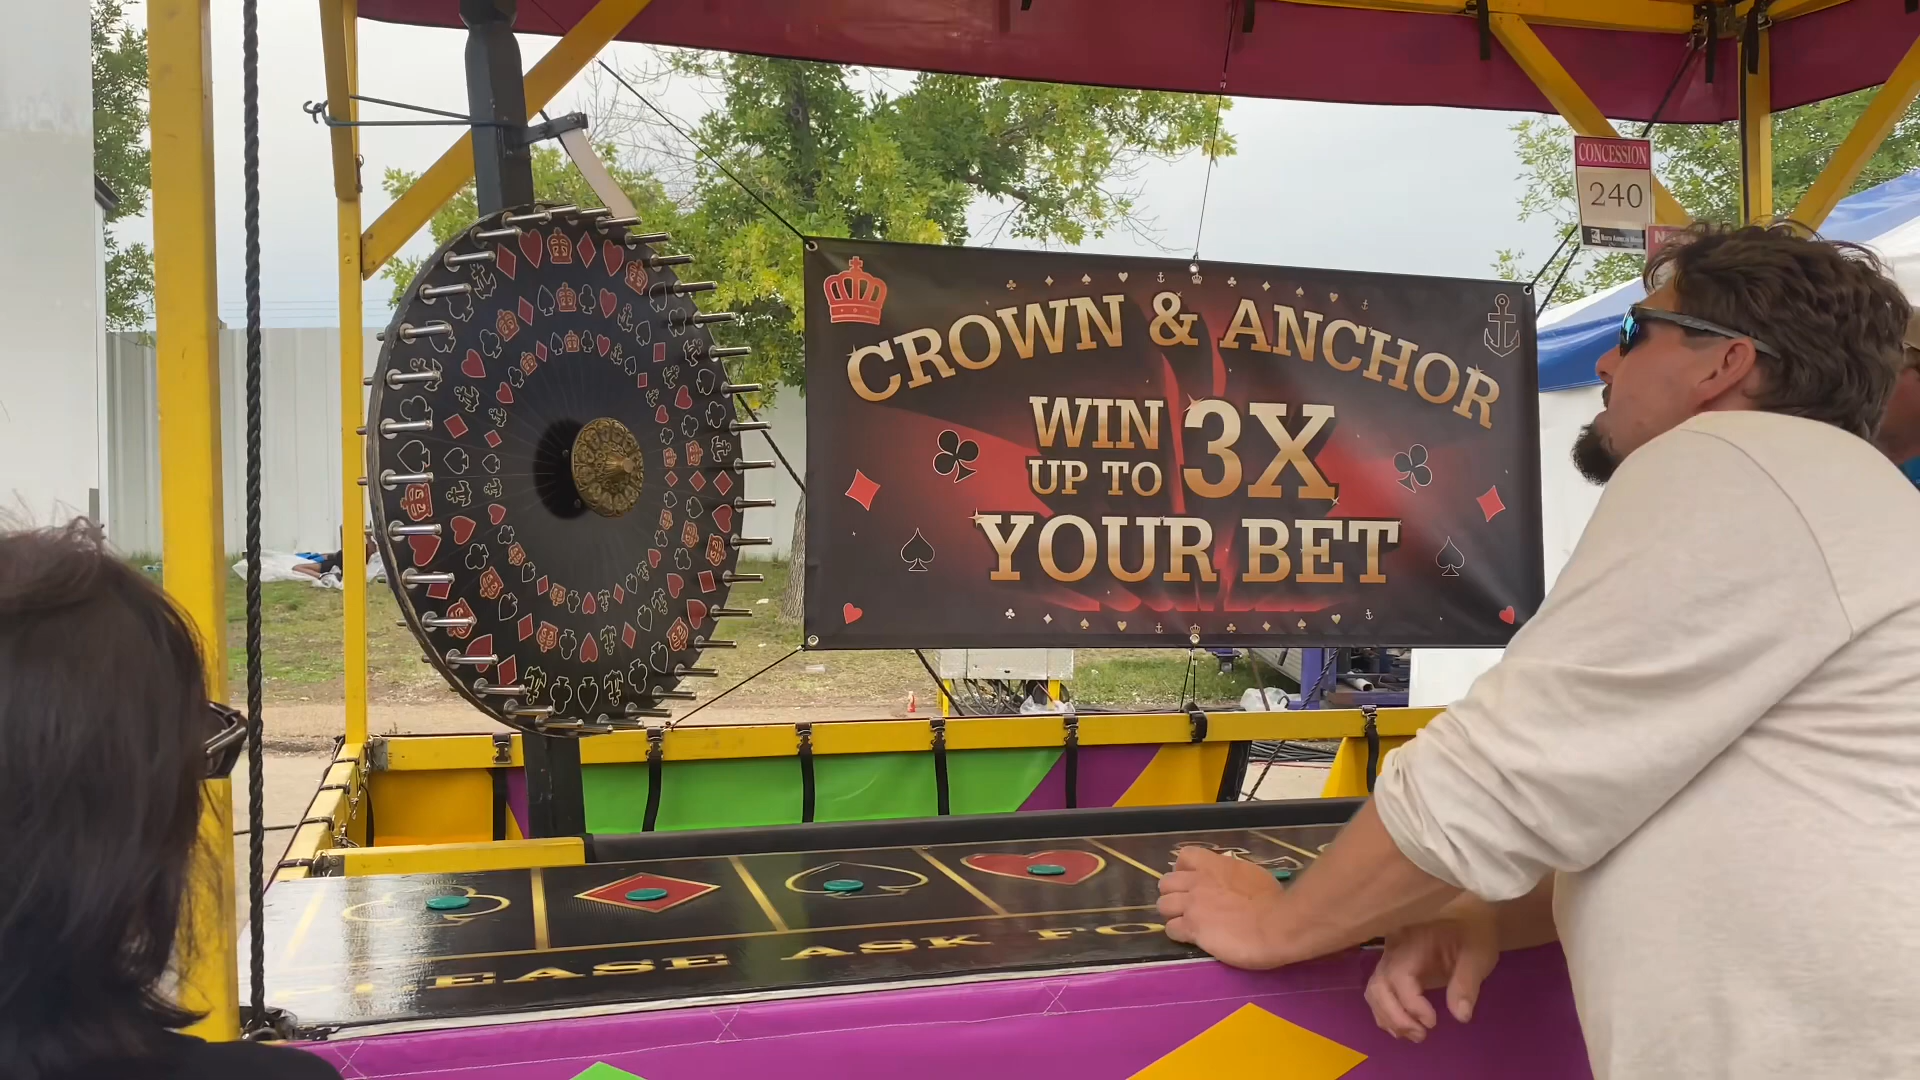 CONCESSION
240
CROWN & ANCHOR
WIN
UP TO
3X
YOUR BET
EASE ASK FO